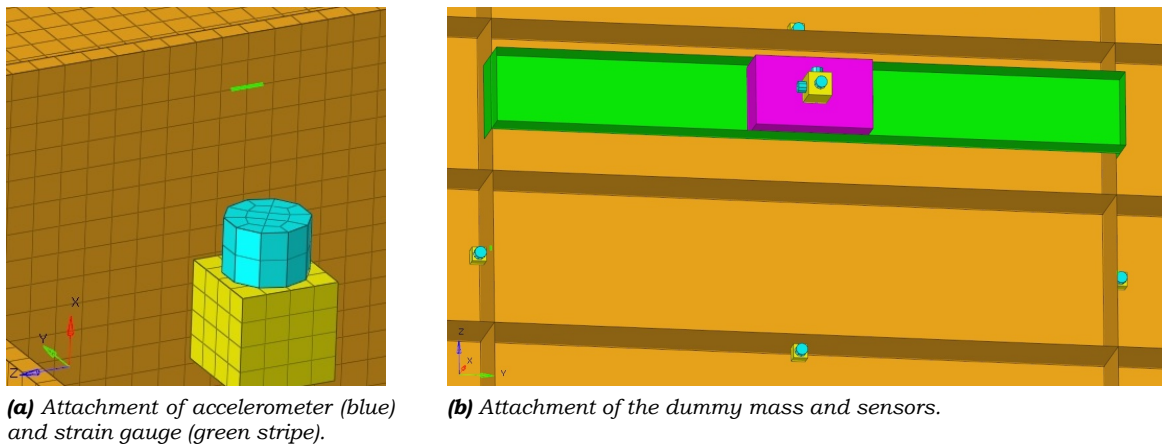 X
Y
Z
Z
X
Y
(a) Attachment of accelerometer (blue)
and strain gauge (green stripe).
(b) Attachment of the dummy mass and sensors.